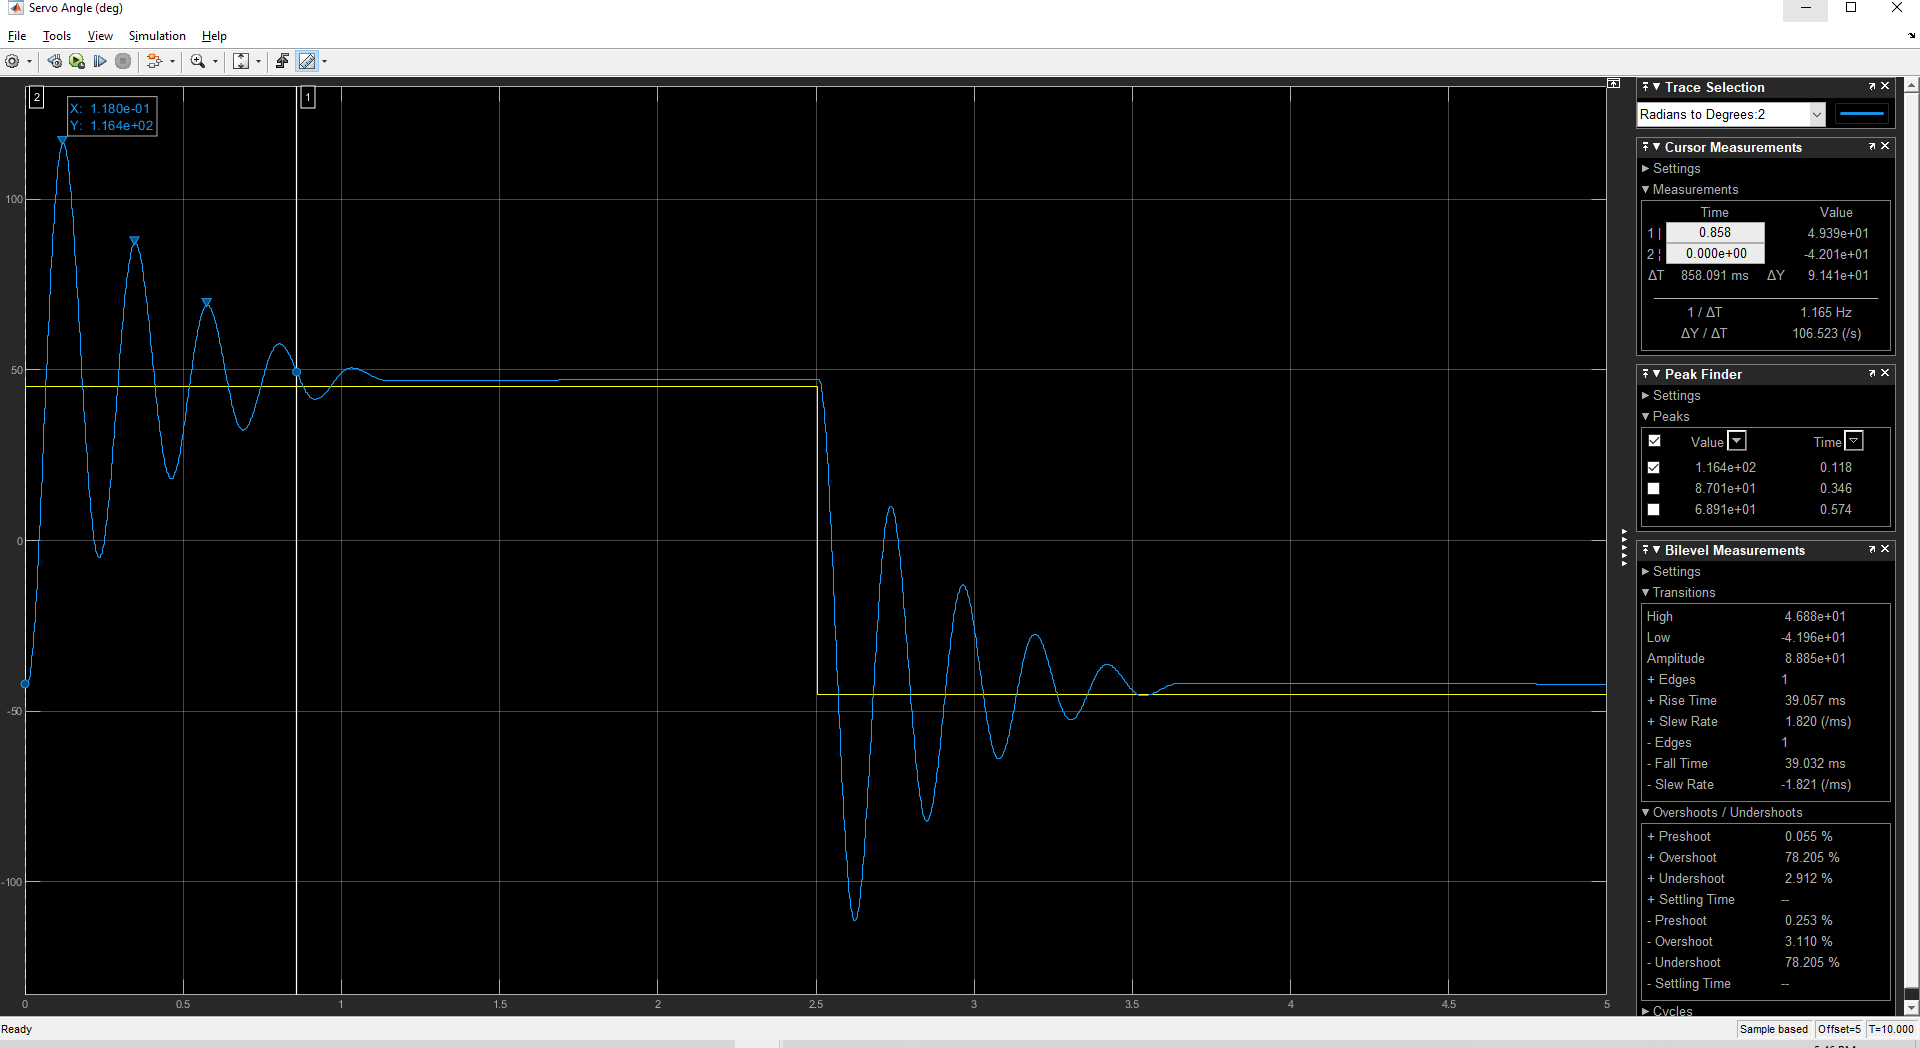 Servo Angle (deg)
File Tools View Simulation Help
2
X: 1.180e-01
Y: 1.164e+02
1
100
50
0
-50
-100
0 0.5 1 1.5 2 2.5 3 3.5 4 4.5 5
Trace Selection
Radians to Degrees:2
Cursor Measurements
Settings
Measurements
Time Value
1 | 0.858 4.939e+01
2 ¦ 0.000e+00 -4.201e+01
ΔT 858.091 ms ΔY 9.141e+01
1 / ΔT 1.165 Hz
ΔY / ΔT 106.523 (/s)
Peak Finder
Settings
Peaks
Value Time
1.164e+02 0.118
8.701e+01 0.346
6.891e+01 0.574
Bilevel Measurements
Settings
Transitions
High 4.688e+01
Low -4.196e+01
Amplitude 8.885e+01
+ Edges 1
+ Rise Time 39.057 ms
+ Slew Rate 1.820 (/ms)
- Edges 1
- Fall Time 39.032 ms
- Slew Rate -1.821 (/ms)
Overshoots / Undershoots
+ Preshoot 0.055 %
+ Overshoot 78.205 %
+ Undershoot 2.912 %
+ Settling Time --
- Preshoot 0.253 %
- Overshoot 3.110 %
- Undershoot 78.205 %
- Settling Time --
Cycles
Ready
Sample based Offset=5 T=10.000